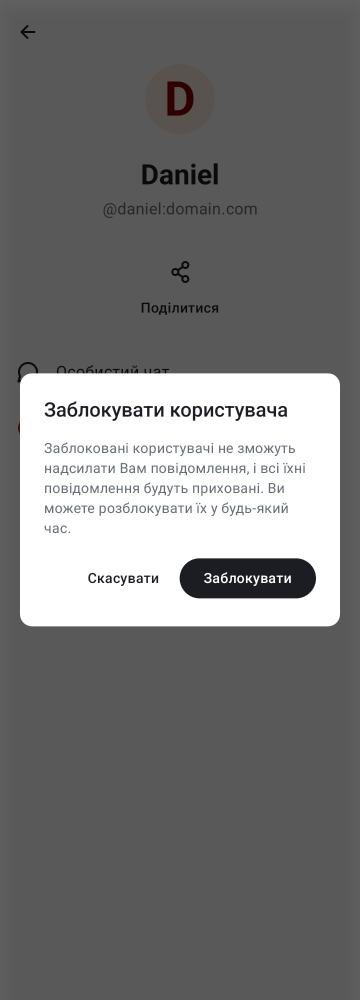 D
Daniel
@daniel:domain.com
Поділитися
Особистий чат
Заблокувати користувача
Заблоковані користувачі не зможуть
надсилати Вам повідомлення, і всі їхні
повідомлення будуть приховані. Ви
можете розблокувати їх у будь-який
час.
Скасувати
Заблокувати